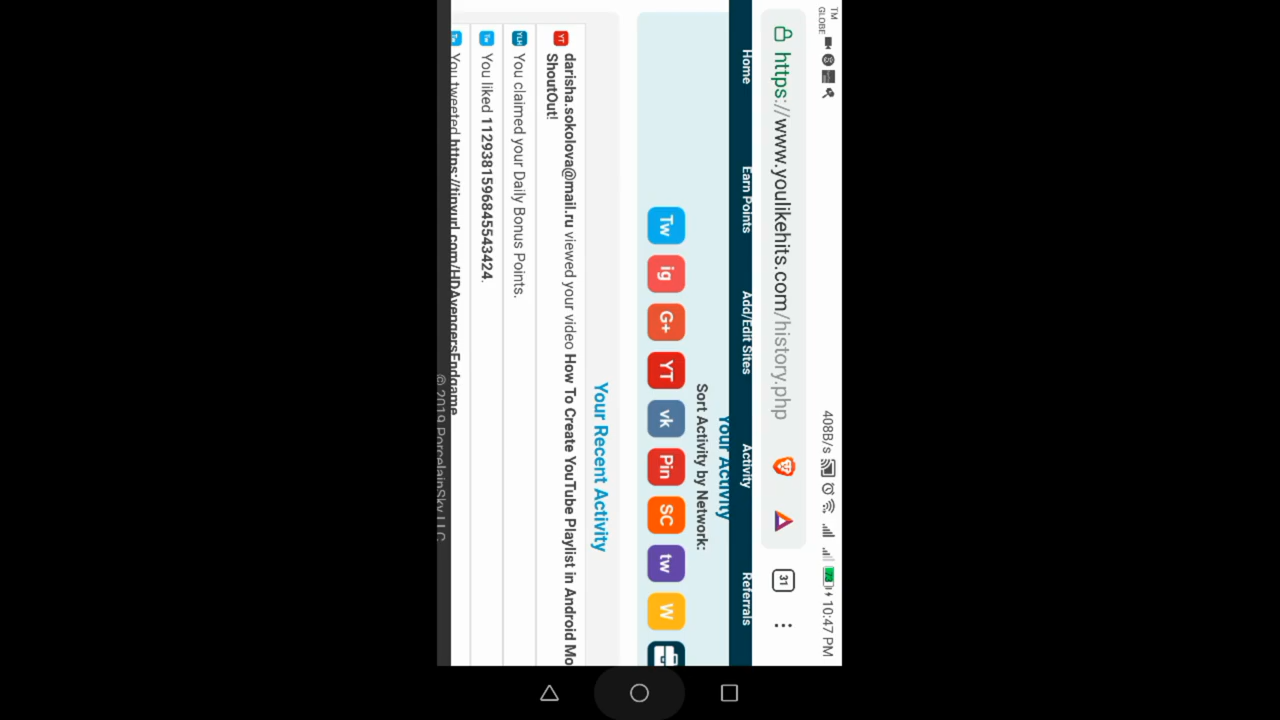 TM
GLOBE
408B/s
73
10:47 PM
https://www.youlikehits.com/history.php
31
Home
Earn Points
Add/Edit Sites
Activity
Referrals
Your Activity
Sort Activity by Network:
Tw
ig
G+
YT
vk
Pin
SC
tw
W
Your Recent Activity
YT darisha.sokolova@mail.ru viewed your video How To Create YouTube Playlist in Android Mo
ShoutOut!
YLH You claimed your Daily Bonus Points.
Tw You liked 1129381596845543424.
Tw You tweeted https://tinyurl.com/HDAvengersEndgame
© 2019 PorcelainSky LLC